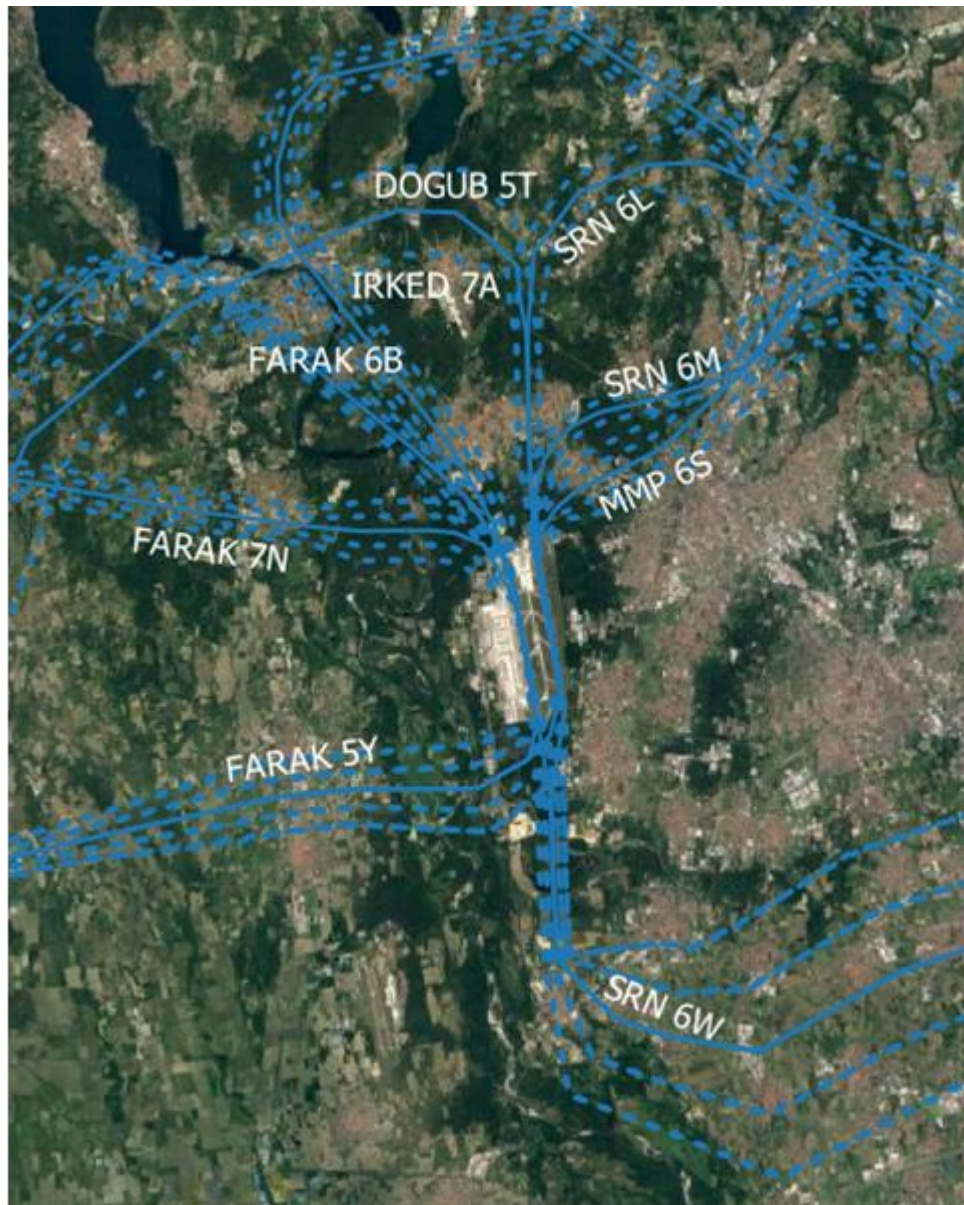 DOGUB 5T
SRN 6L
IRKED 7A
FARAK 6B
SRN 6M
MMP 6S
FARAK 7N
FARAK 5Y
SRN 6W